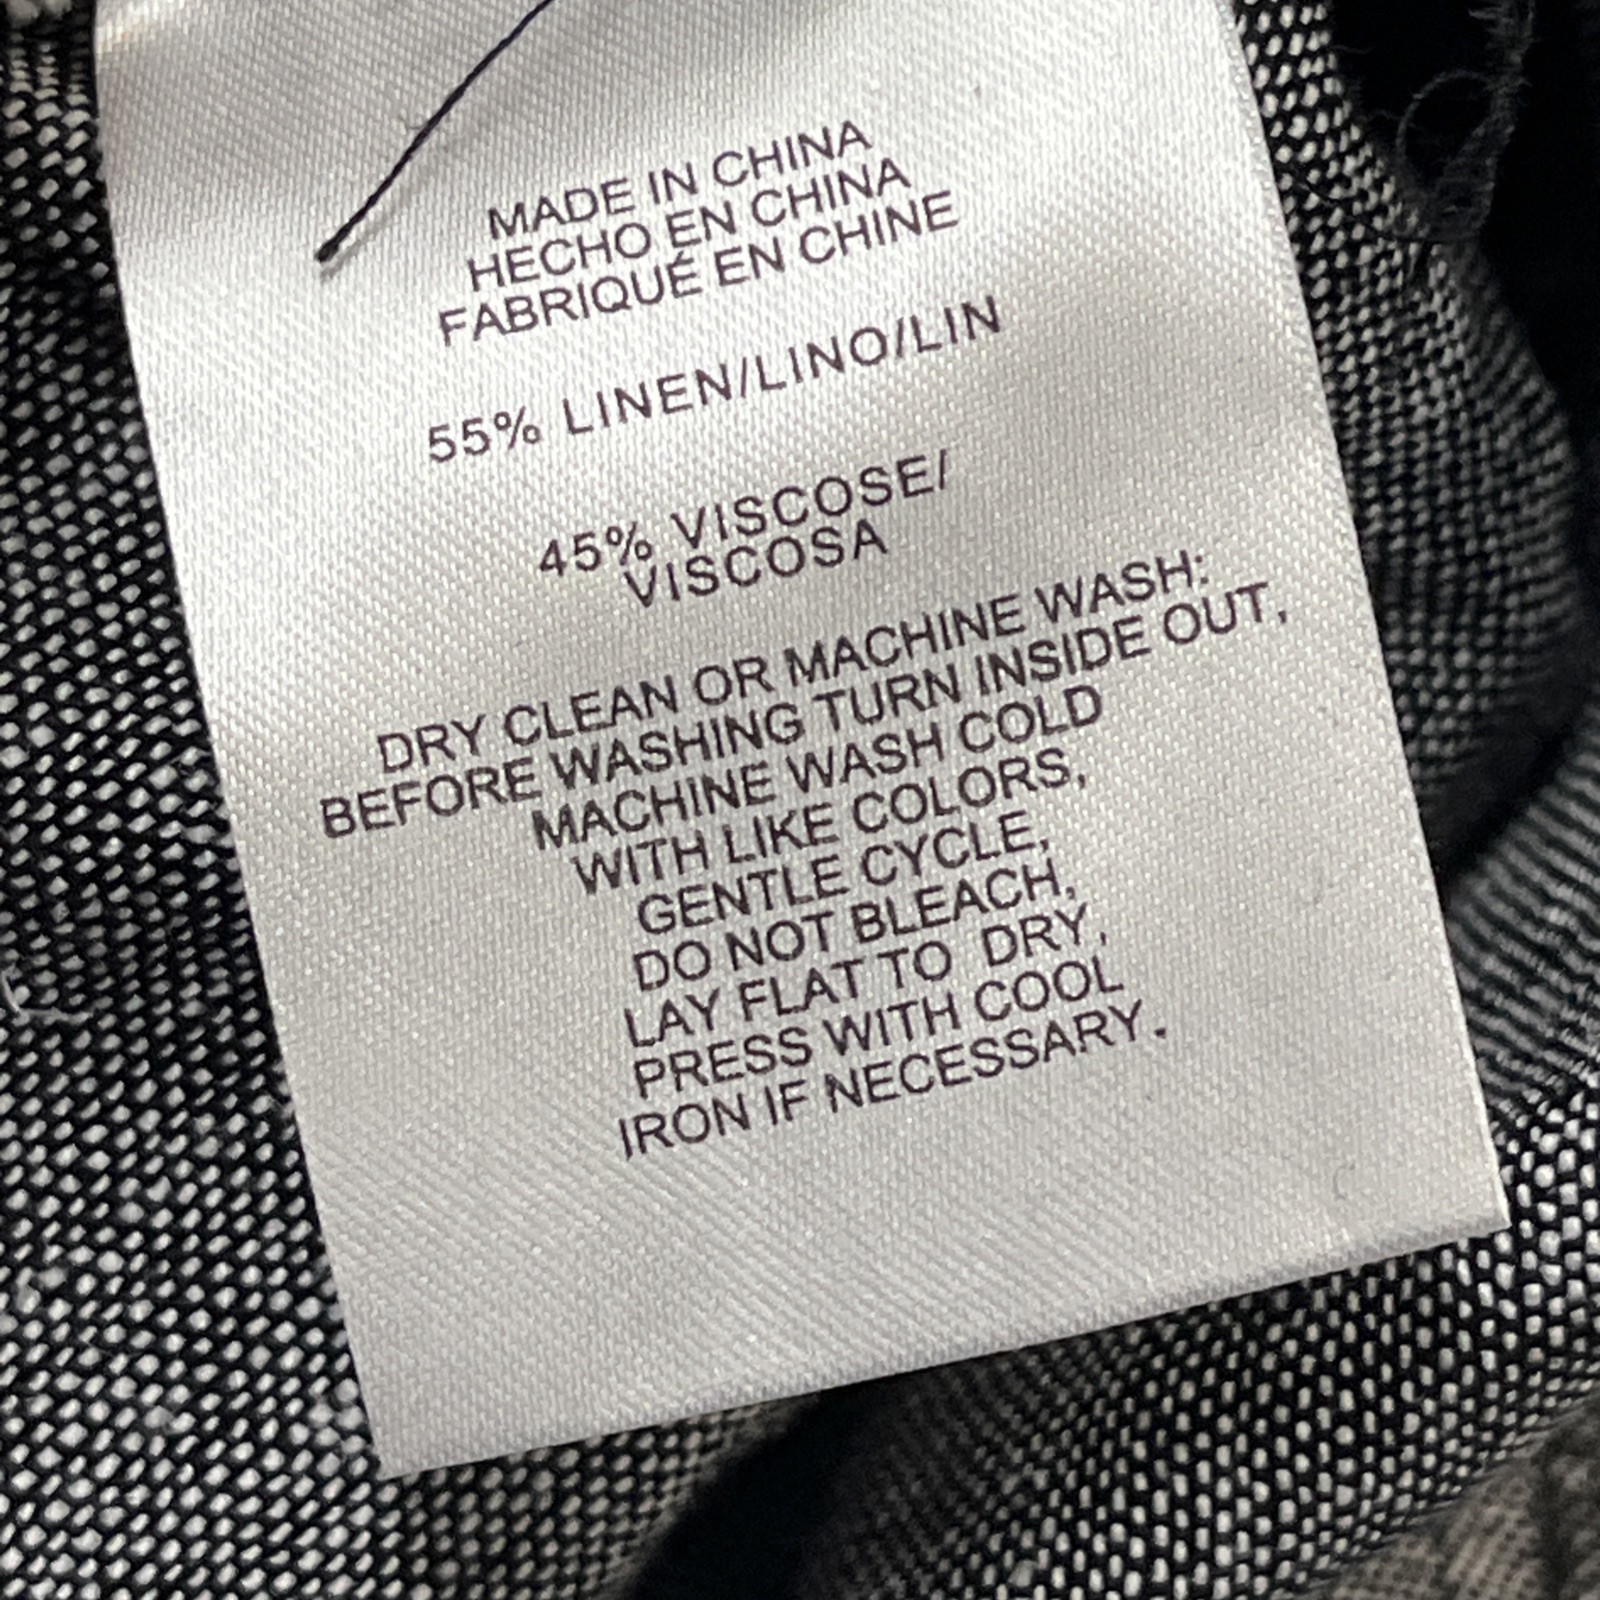 MADE IN CHINA
HECHO EN CHINA
FABRIQUÉ EN CHINE
55% LINEN/LINO/LIN
45% VISCOSE/
VISCOSA
DRY CLEAN OR MACHINE WASH:
BEFORE WASHING TURN INSIDE OUT,
MACHINE WASH COLD
WITH LIKE COLORS,
GENTLE CYCLE,
DO NOT BLEACH,
LAY FLAT TO DRY,
PRESS WITH COOL
IRON IF NECESSARY.